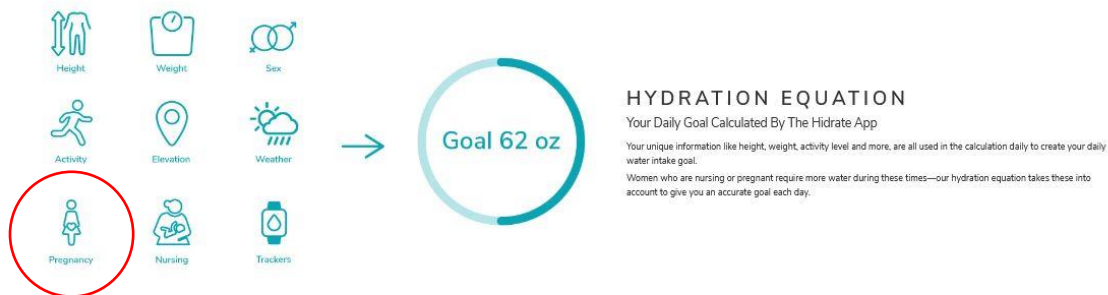 Height
Weight
Sex
Activity
Elevation
Weather
Pregnancy
Nursing
Trackers
Goal 62 oz
HYDRATION EQUATION
Your Daily Goal Calculated By The Hidrate App
Your unique information like height, weight, activity level and more, are all used in the calculation daily to create your daily
water intake goal.
Women who are nursing or pregnant require more water during these times—our hydration equation takes these into
account to give you an accurate goal each day.